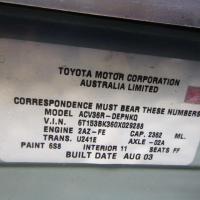 TOYOTA MOTOR CORPORATION
AUSTRALIA LIMITED
CORRESPONDENCE MUST BEAR THESE NUMBERS
MODEL ACV36R-DEPNKQ
V.I.N. 6T153BK360X029288
ENGINE 2AZ-FE CAP. 2362 ML.
TRANS. U241E AXLE -02A
PAINT 6S8 INTERIOR 11 SEATS FF
BUILT DATE AUG 03